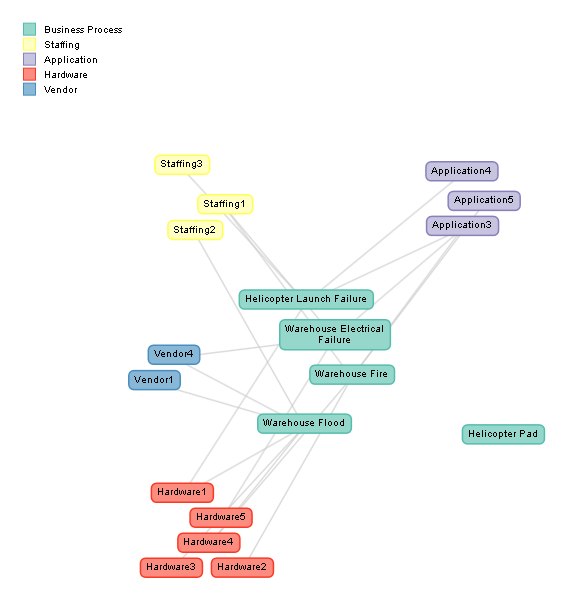 Business Process
Staffing
Application
Hardware
Vendor
Staffing3
Application4
Application5
Staffing1
Application3
Staffing2
Helicopter Launch Failure
Warehouse Electrical
Failure
Vendor4
Warehouse Fire
Vendor1
Warehouse Flood
Helicopter Pad
Hardware1
Hardware5
Hardware4
Hardware3
Hardware2